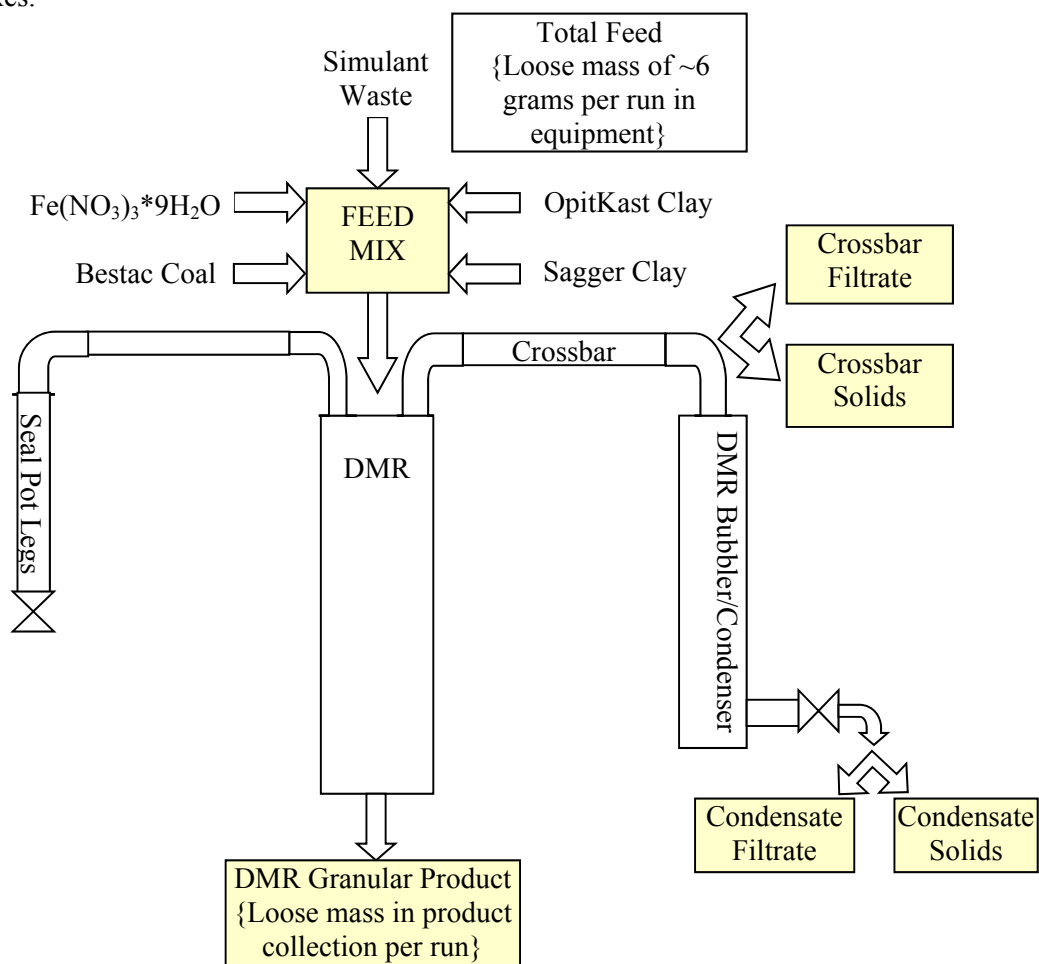 Total Feed
{Loose mass of ~6
grams per run in
equipment}
Simulant
Waste
Fe(NO₃)₃*9H₂O
FEED
MIX
OpitKast Clay
Bestac Coal
Sagger Clay
Crossbar
Filtrate
Crossbar
Crossbar
Solids
Seal Pot Legs
DMR
DMR Bubbler/Condenser
Condensate
Filtrate
Condensate
Solids
DMR Granular Product
{Loose mass in product
collection per run}